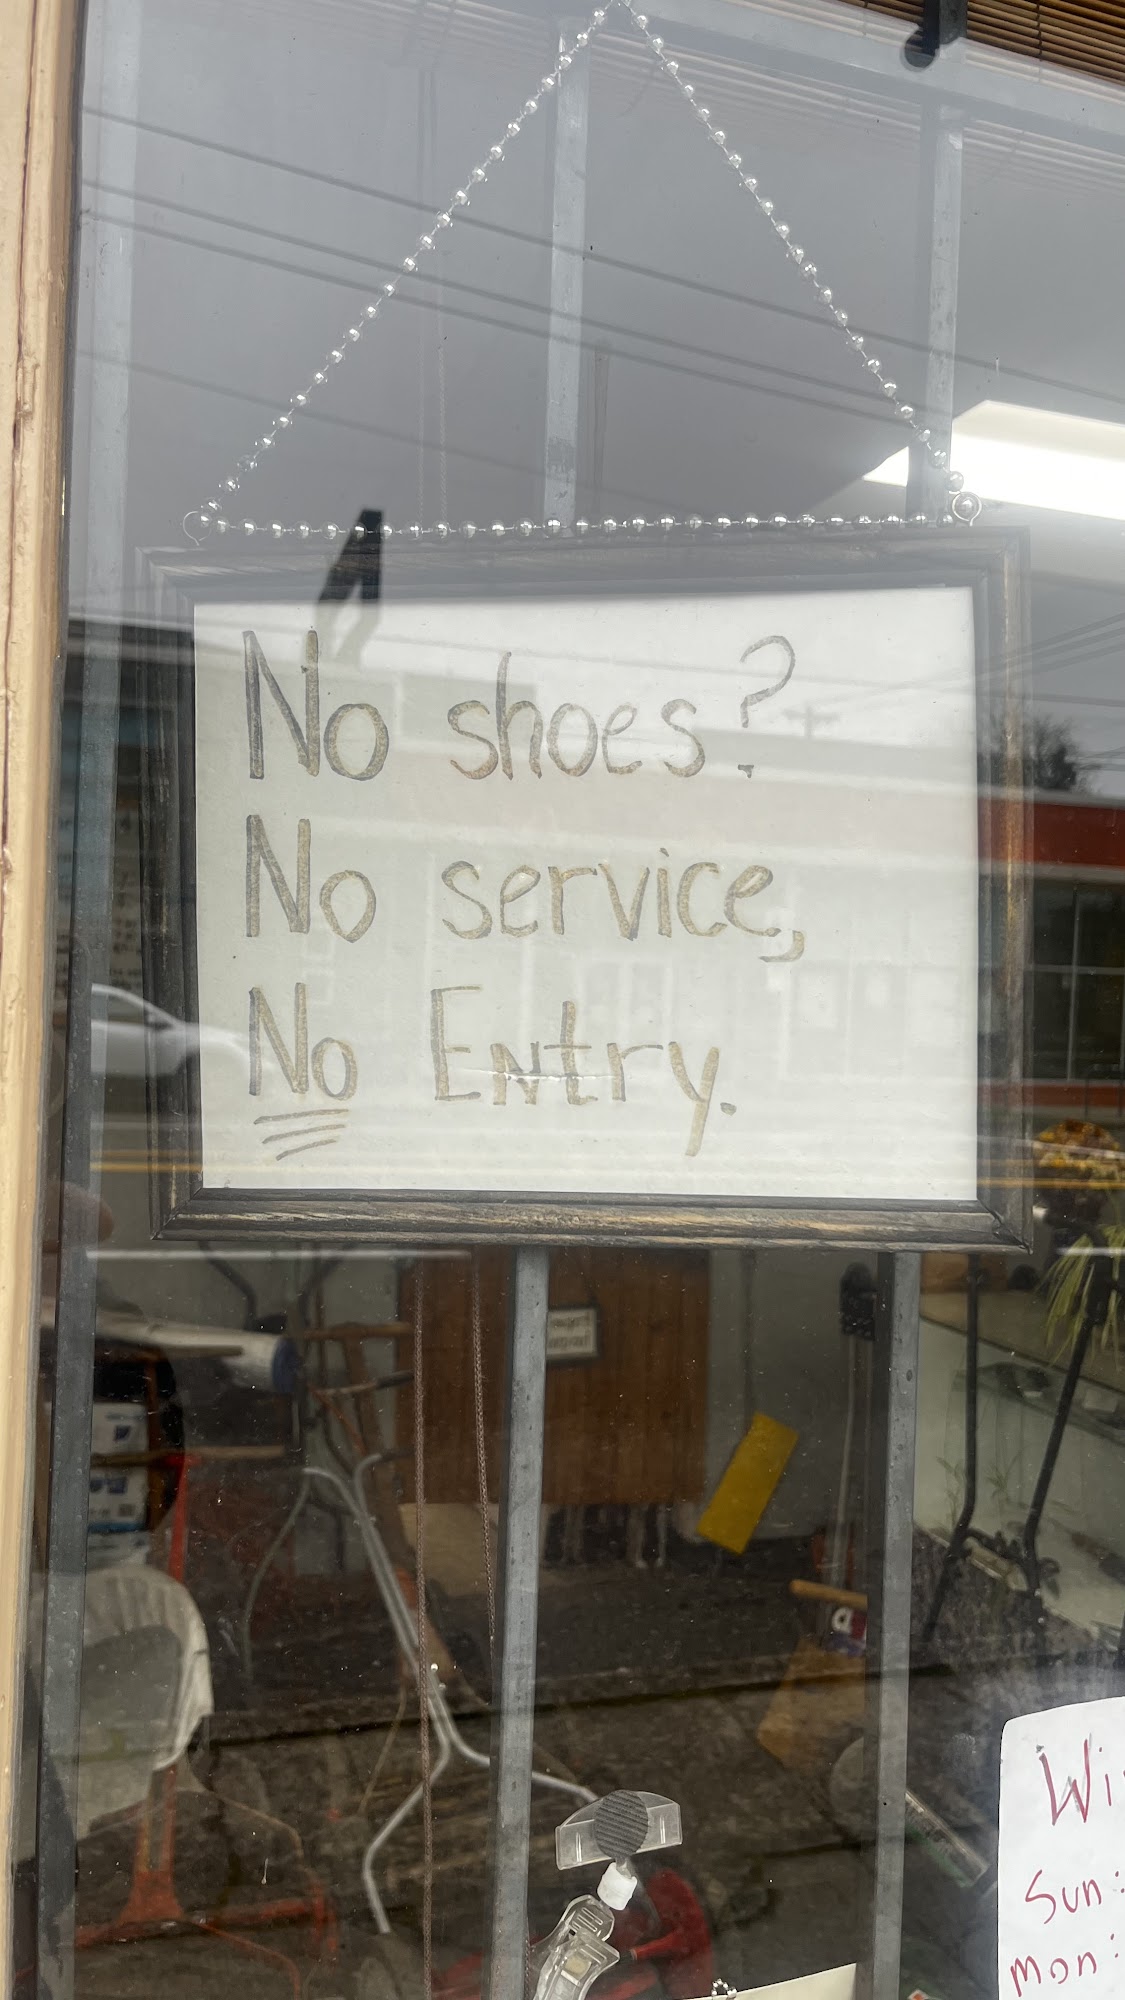 No shoes?
No service,
No Entry.
Sun:
Mon: